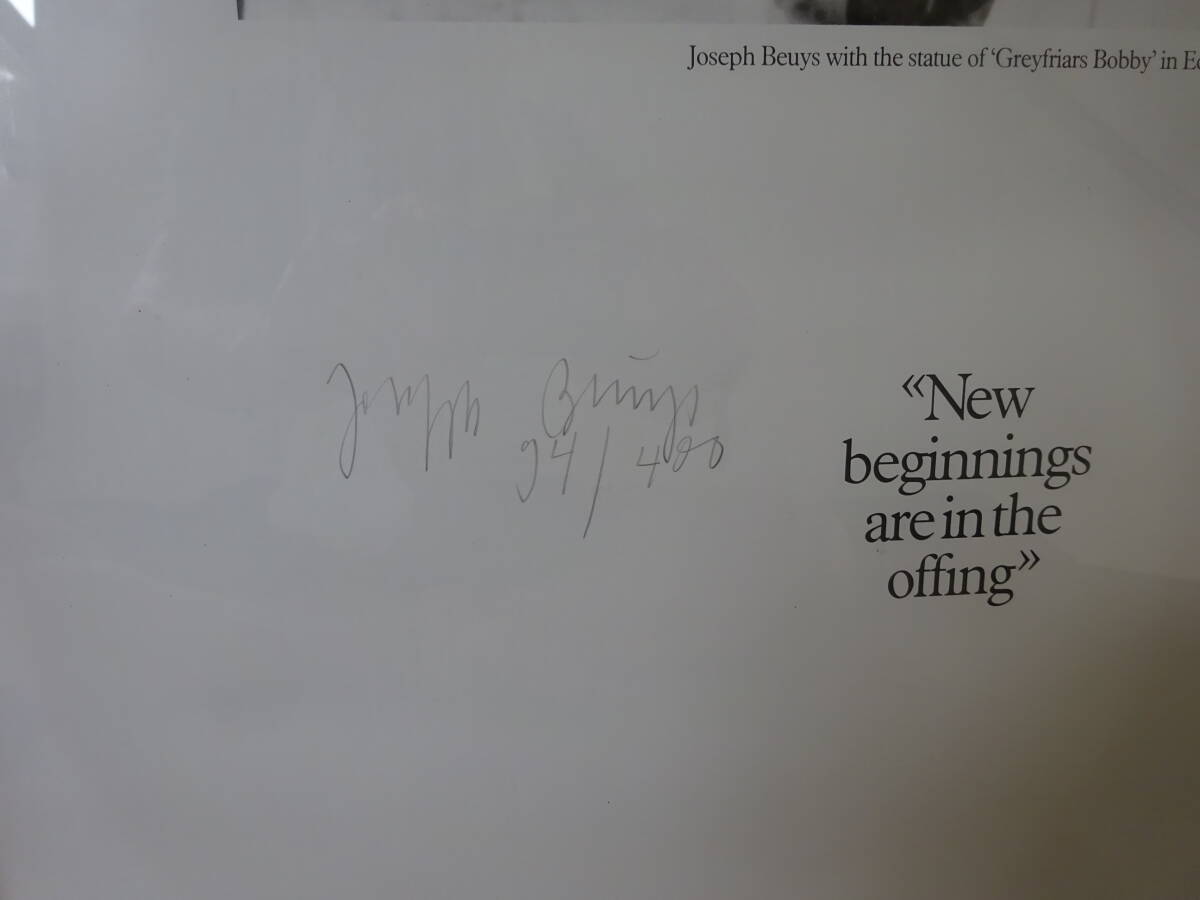 Joseph Beuys with the statue of ‘Greyfriars Bobby’ in
Joseph Beuys
94/400
«New
beginnings
are in the
offing»